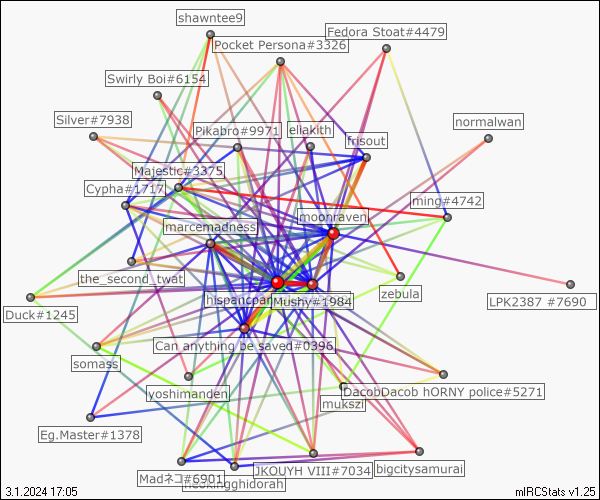 shawntee9
Fedora Stoat#4479
Pocket Persona#3326
Swirly Boi#6154
Silver#7938
normalwan
Pikabro#9971
eliakith
frisout
Majestic#3375
Cypha#1717
ming#4742
moonraven
marcemadness
the_second_twat
zebula
hispancpan
Mushy#1984
LPK2387 #7690
Duck#1245
Can anything be saved#0396
somass
yoshimanden
DacobDacob hORNY police#5271
mukszi
Eg.Master#1378
JKOUYH VIII#7034
bigcitysamurai
Madネコ#6901
3.1.2024 17:05
mIRCStats v1.25